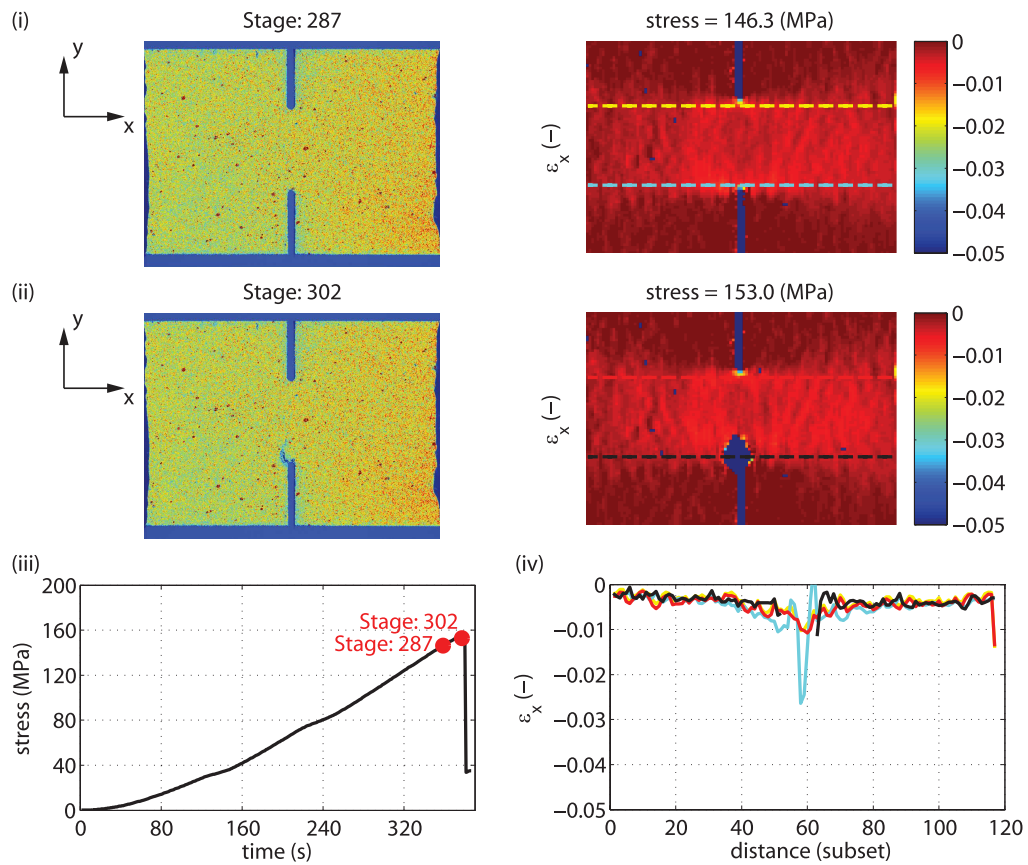 (i)
Stage: 287
stress = 146.3 (MPa)
y
x
εx (−)
0
−0.01
−0.02
−0.03
−0.04
−0.05
(ii)
Stage: 302
stress = 153.0 (MPa)
y
x
εx (−)
0
−0.01
−0.02
−0.03
−0.04
−0.05
(iii)
200
160
120
80
40
0
stress (MPa)
Stage: 302
Stage: 287
0 80 160 240 320
time (s)
(iv)
0
−0.01
−0.02
−0.03
−0.04
−0.05
εx (−)
0 20 40 60 80 100 120
distance (subset)